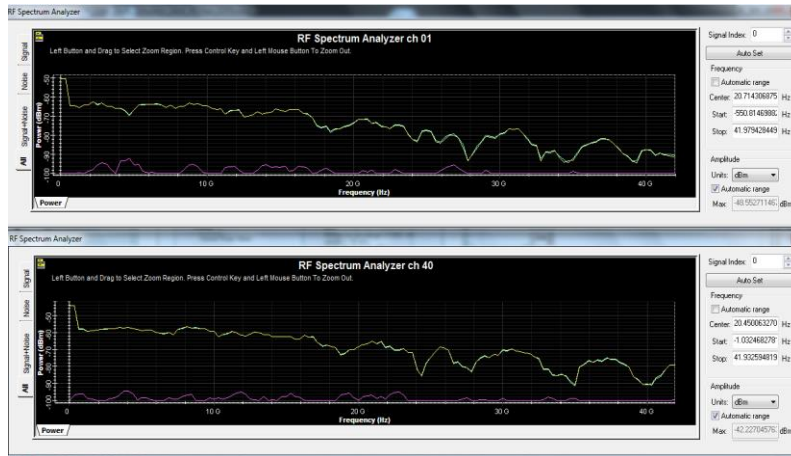 RF Spectrum Analyzer
RF Spectrum Analyzer ch 01
Left Button and Drag to Select Zoom Region. Press Control Key and Left Mouse Button To Zoom Out.
Signal
Noise
Signal+Noise
All
Power (dBm)
-50
-60
-70
-80
-90
-100
0
10 G
20 G
30 G
40 G
Frequency (Hz)
Power
Signal Index: 0
Auto Set
Frequency
Automatic range
Center: 20.714306875 Hz
Start: -550.8146988 Hz
Stop: 41.979428449 Hz
Amplitude
Units: dBm
Automatic range
Max: -48.55271146 dBm
RF Spectrum Analyzer
RF Spectrum Analyzer ch 40
Left Button and Drag to Select Zoom Region. Press Control Key and Left Mouse Button To Zoom Out.
Signal
Noise
Signal+Noise
All
Power (dBm)
-50
-60
-70
-80
-90
-100
0
10 G
20 G
30 G
40 G
Frequency (Hz)
Power
Signal Index: 0
Auto Set
Frequency
Automatic range
Center: 20.450063270 Hz
Start: -1.032468278 Hz
Stop: 41.932594819 Hz
Amplitude
Units: dBm
Automatic range
Max: -42.22704576 dBm